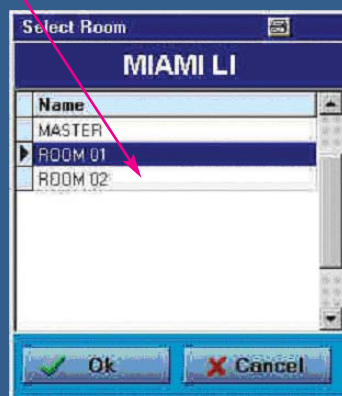 Select Room
MIAMI LI
Name
MASTER
ROOM 01
ROOM 02
Ok
Cancel